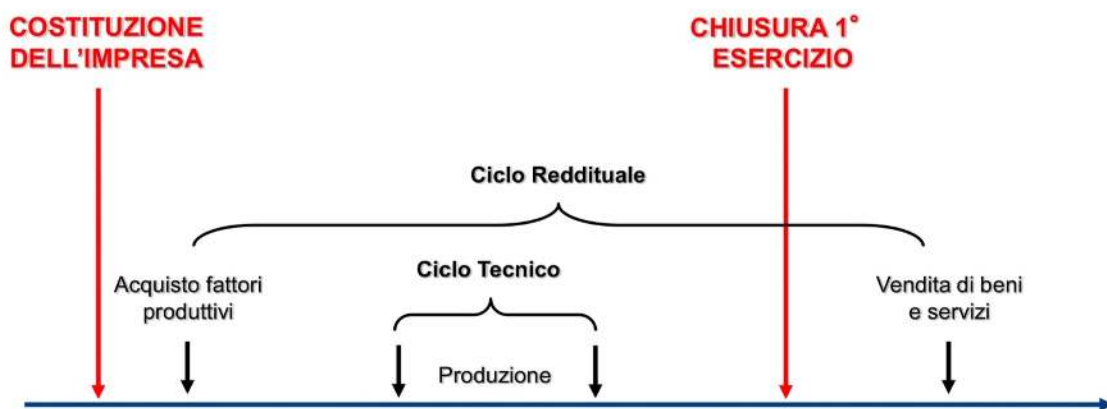 COSTITUZIONE
DELL'IMPRESA
CHIUSURA 1°
ESERCIZIO
Ciclo Reddituale
Ciclo Tecnico
Acquisto fattori
produttivi
Vendita di beni
e servizi
Produzione